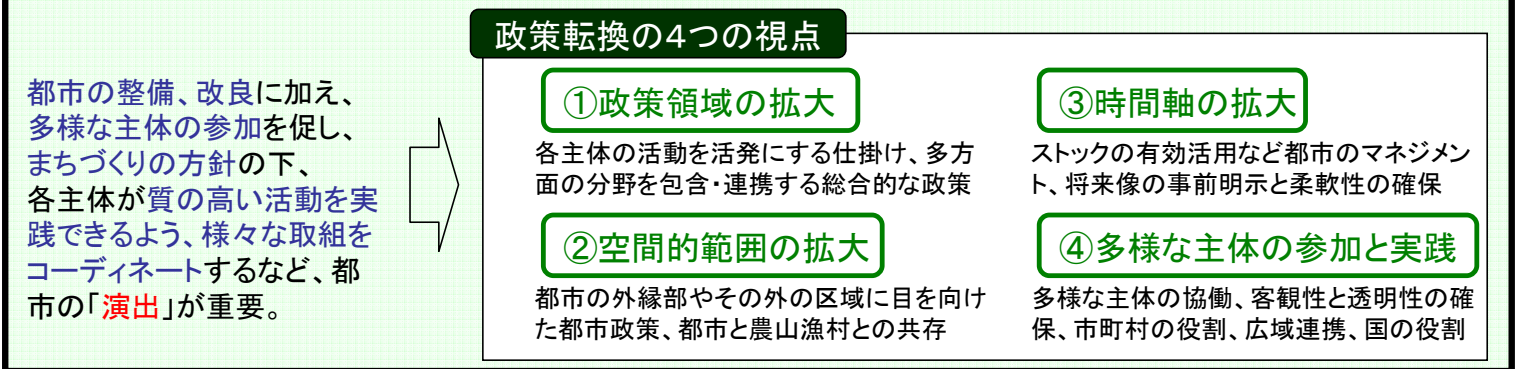 都市の整備、改良に加え、
多様な主体の参加を促し、
まちづくりの方針の下、
各主体が質の高い活動を実
践できるよう、様々な取組を
コーディネートするなど、都
市の「演出」が重要。
政策転換の4つの視点
①政策領域の拡大
各主体の活動を活発にする仕掛け、多方
面の分野を包含・連携する総合的な政策
②空間的範囲の拡大
都市の外縁部やその外の区域に目を向け
た都市政策、都市と農山漁村との共存
③時間軸の拡大
ストックの有効活用など都市のマネジメン
ト、将来像の事前明示と柔軟性の確保
④多様な主体の参加と実践
多様な主体の協働、客観性と透明性の確
保、市町村の役割、広域連携、国の役割